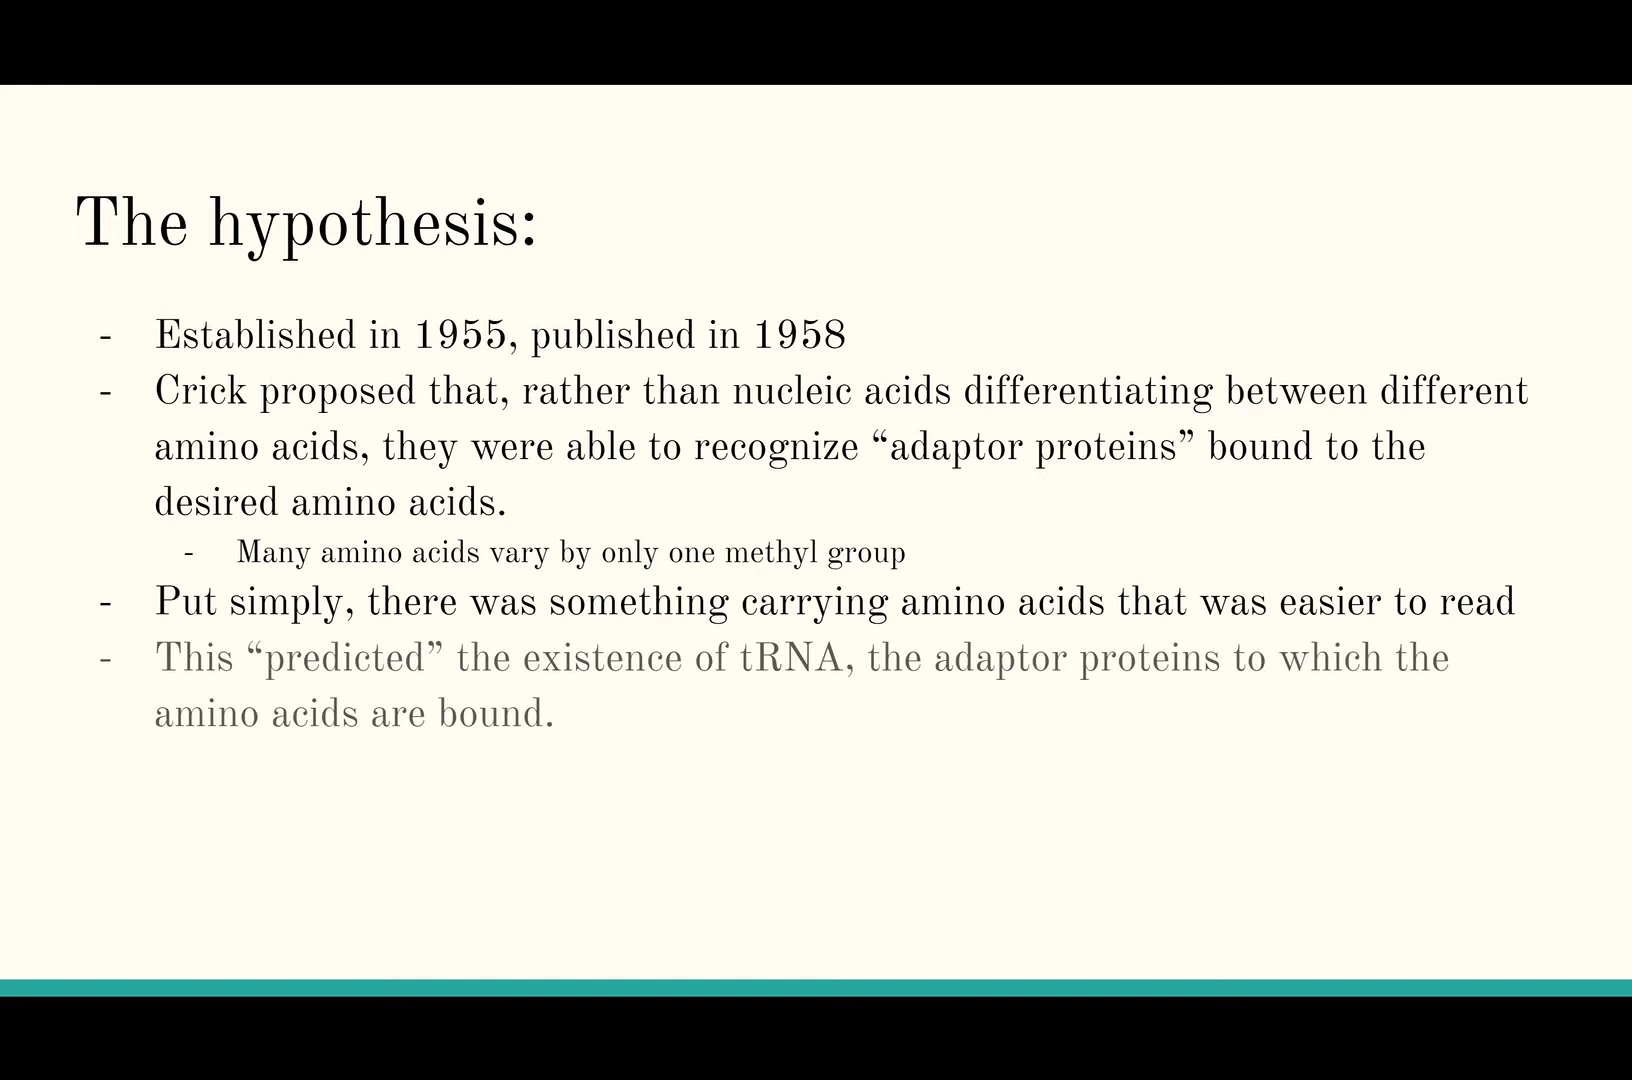 The hypothesis:
- Established in 1955, published in 1958
- Crick proposed that, rather than nucleic acids differentiating between different
amino acids, they were able to recognize “adaptor proteins” bound to the
desired amino acids.
- Many amino acids vary by only one methyl group
- Put simply, there was something carrying amino acids that was easier to read
- This “predicted” the existence of tRNA, the adaptor proteins to which the
amino acids are bound.